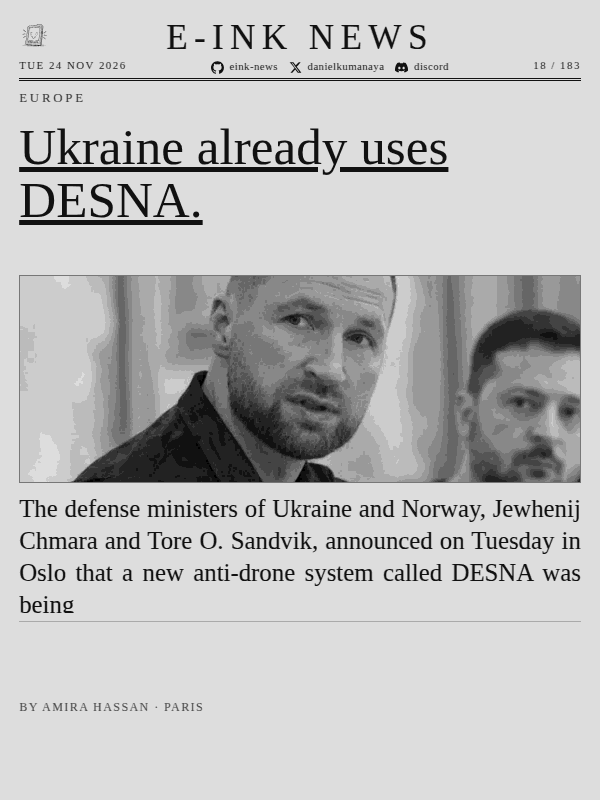 E-INK NEWS
TUE 24 NOV 2026
eink-news danielkumanaya discord
18 / 183
EUROPE
Ukraine already uses
DESNA.
The defense ministers of Ukraine and Norway, Jewhenij
Chmara and Tore O. Sandvik, announced on Tuesday in
Oslo that a new anti-drone system called DESNA was
being
BY AMIRA HASSAN · PARIS